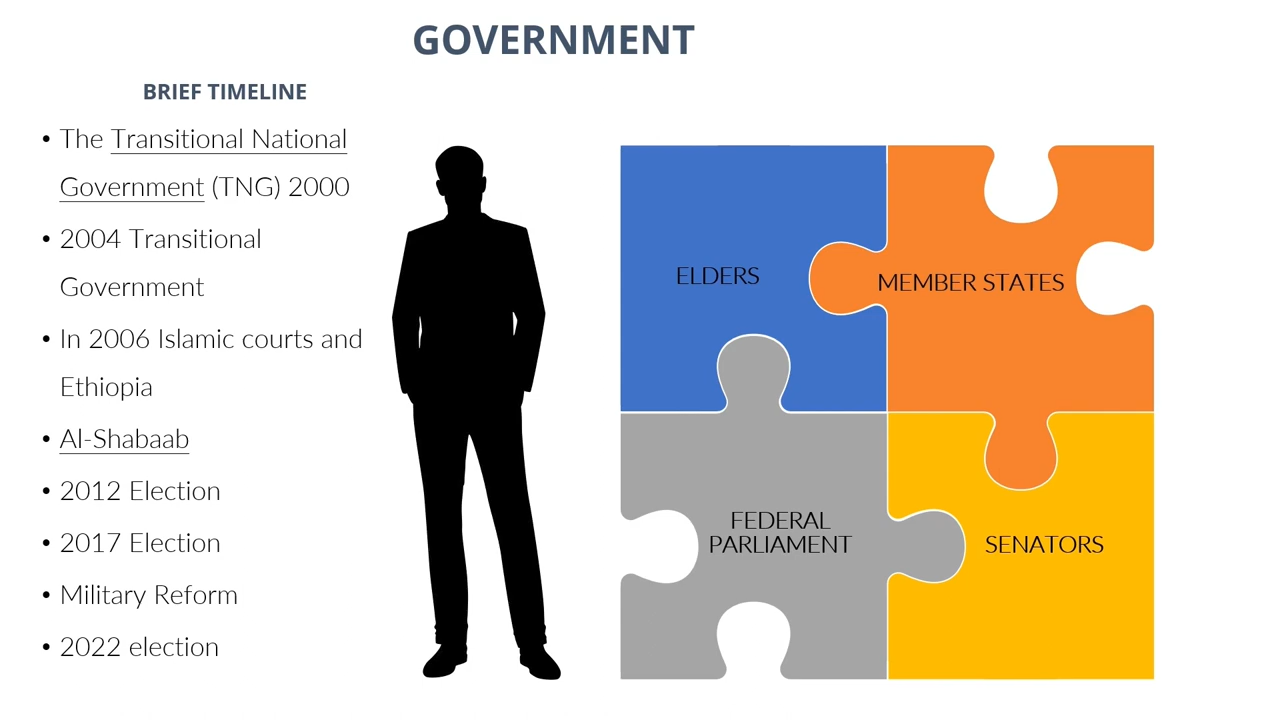 GOVERNMENT
BRIEF TIMELINE
• The Transitional National
Government (TNG) 2000
• 2004 Transitional
Government
• In 2006 Islamic courts and
Ethiopia
• Al-Shabaab
• 2012 Election
• 2017 Election
• Military Reform
• 2022 election
ELDERS
MEMBER STATES
FEDERAL
PARLIAMENT
SENATORS